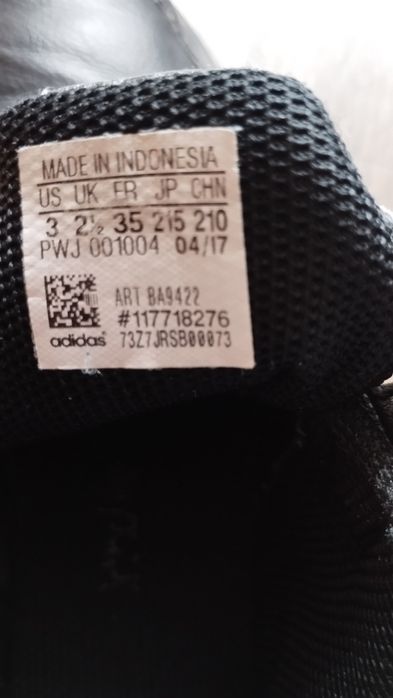 MADE IN INDONESIA
US UK FR JP CHN
3 2½ 35 215 210
PWJ 001004 04/17
ART BA9422
#117718276
adidas 73Z7JRSB00073